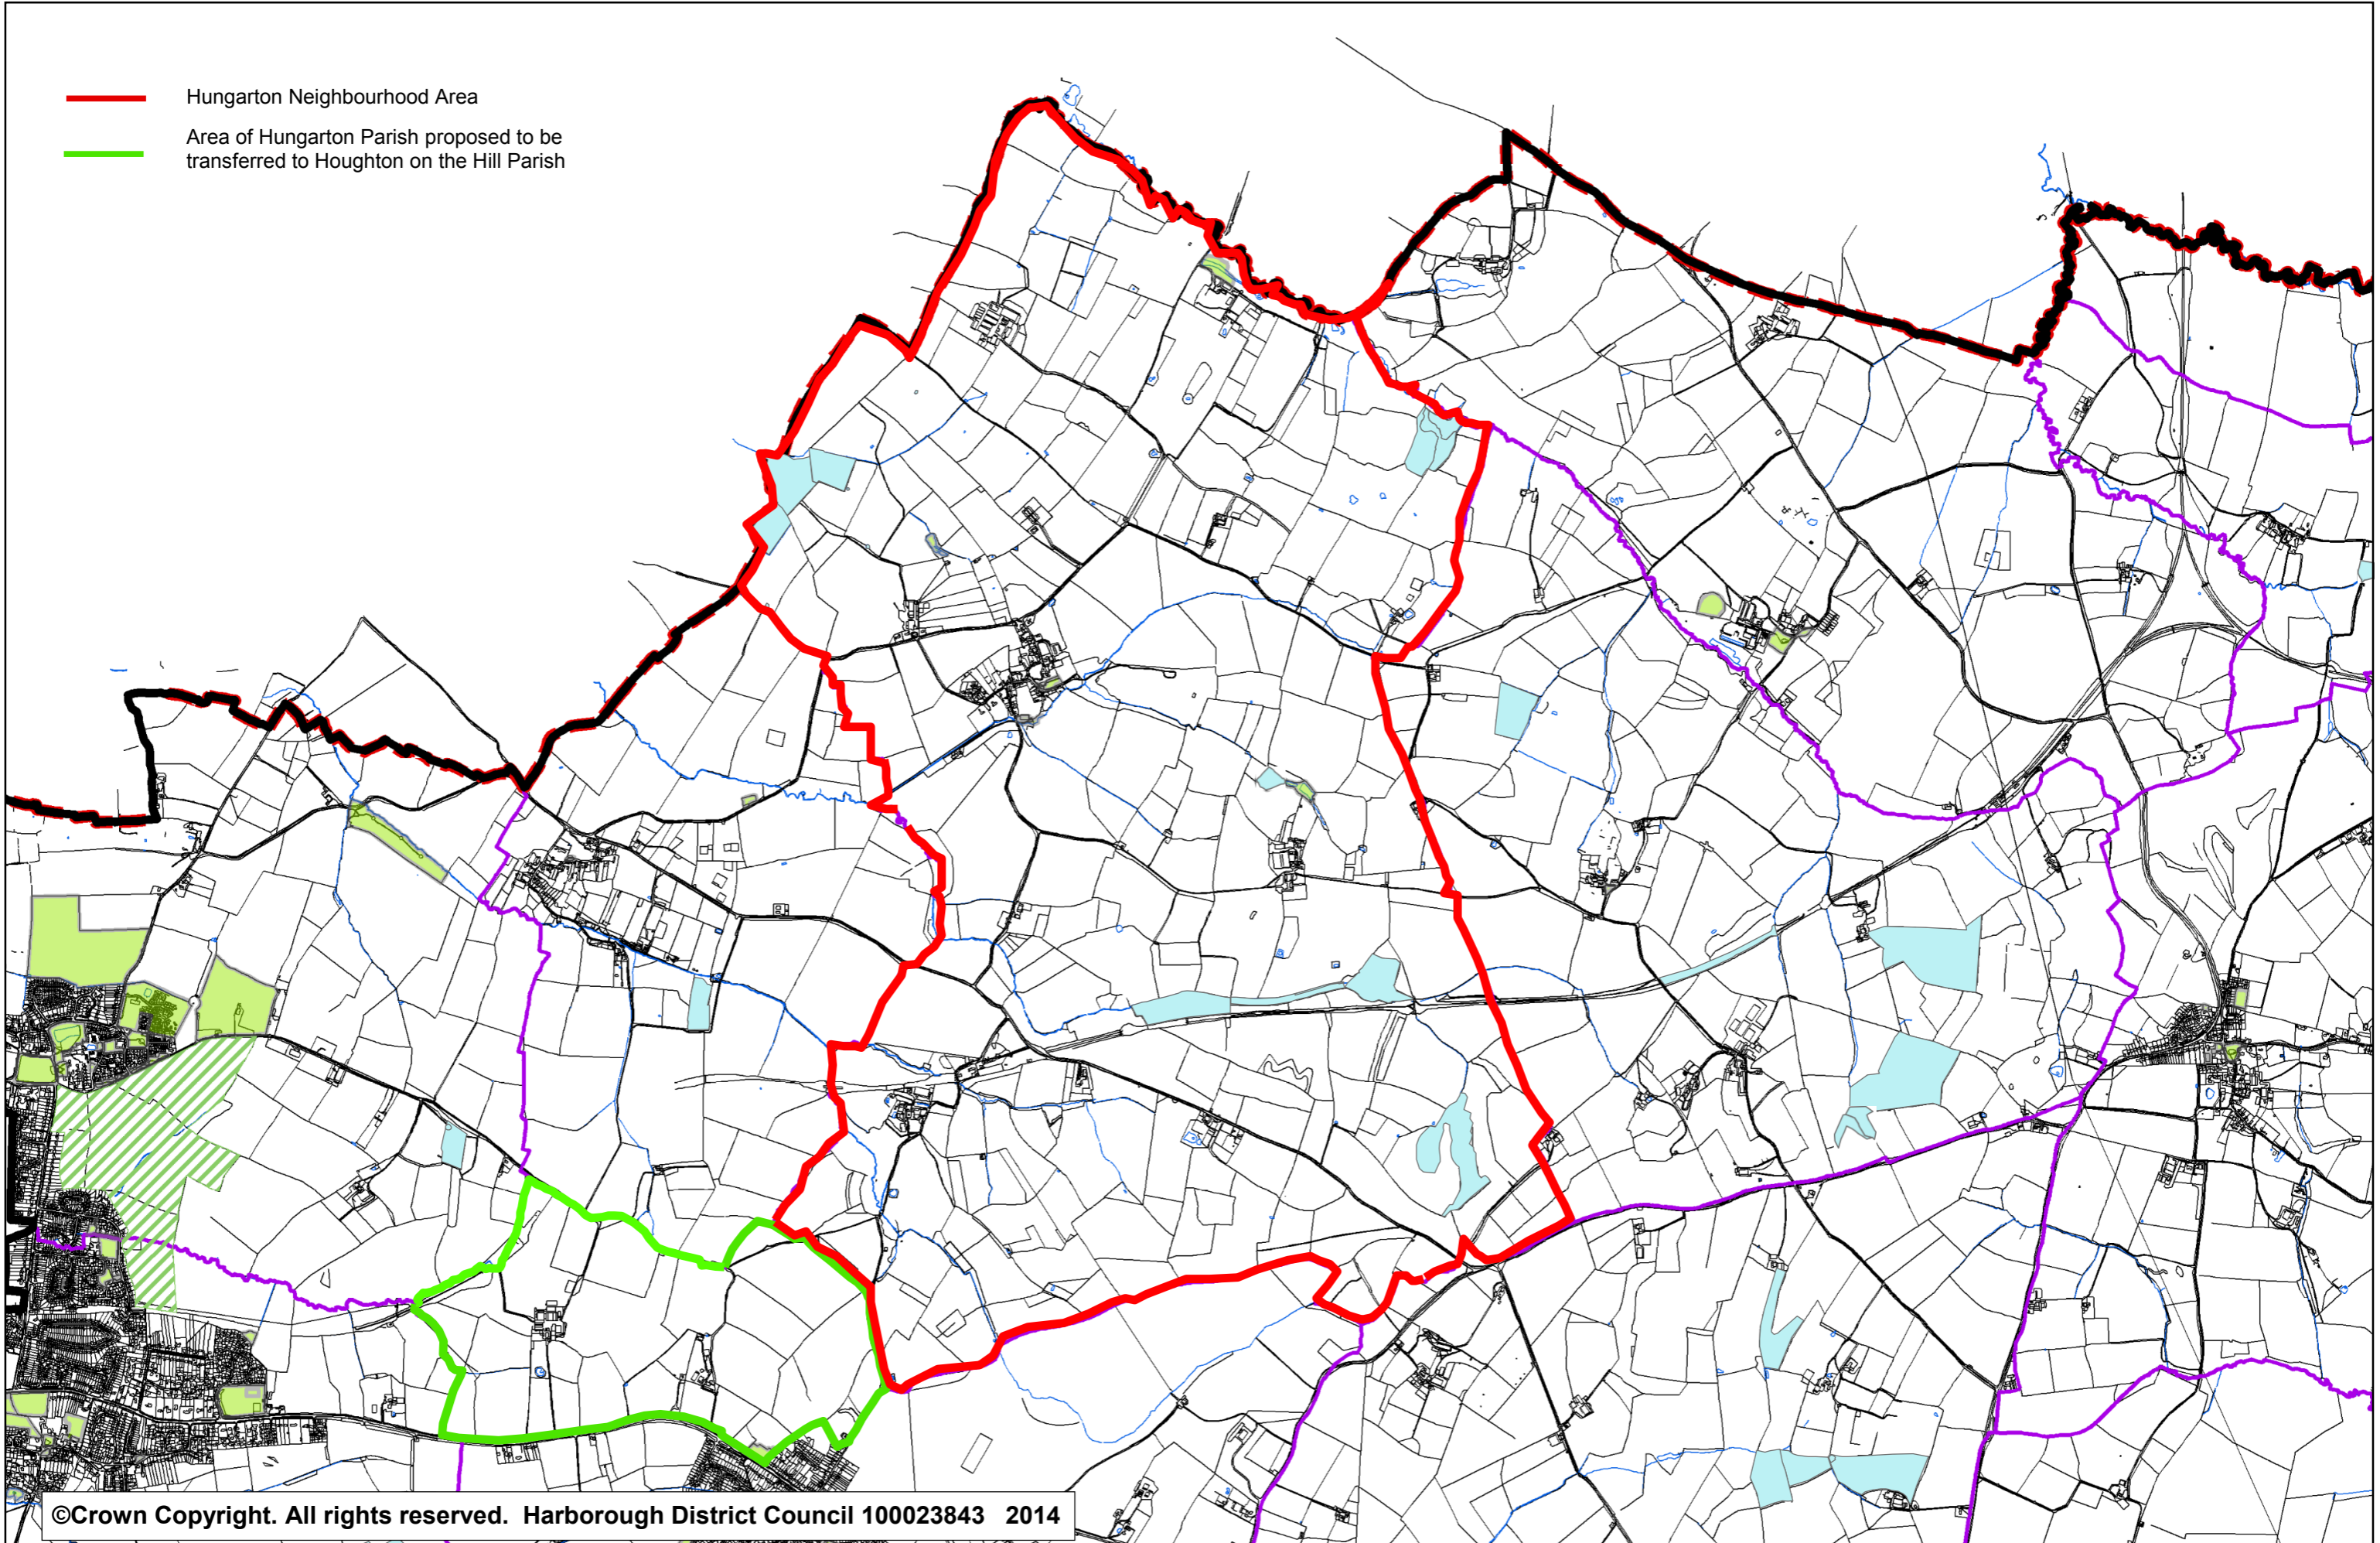 Hungarton Neighbourhood Area
Area of Hungarton Parish proposed to be
transferred to Houghton on the Hill Parish
©Crown Copyright. All rights reserved. Harborough District Council 100023843 2014